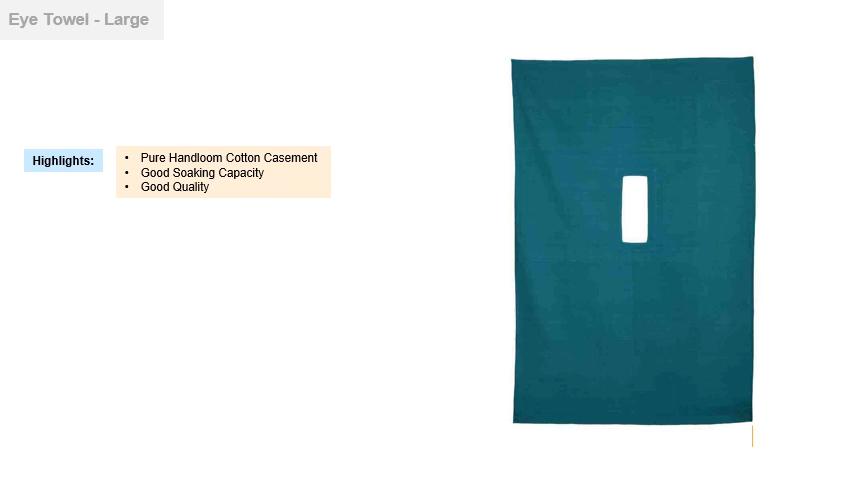 Eye Towel - Large
Highlights:
• Pure Handloom Cotton Casement
• Good Soaking Capacity
• Good Quality